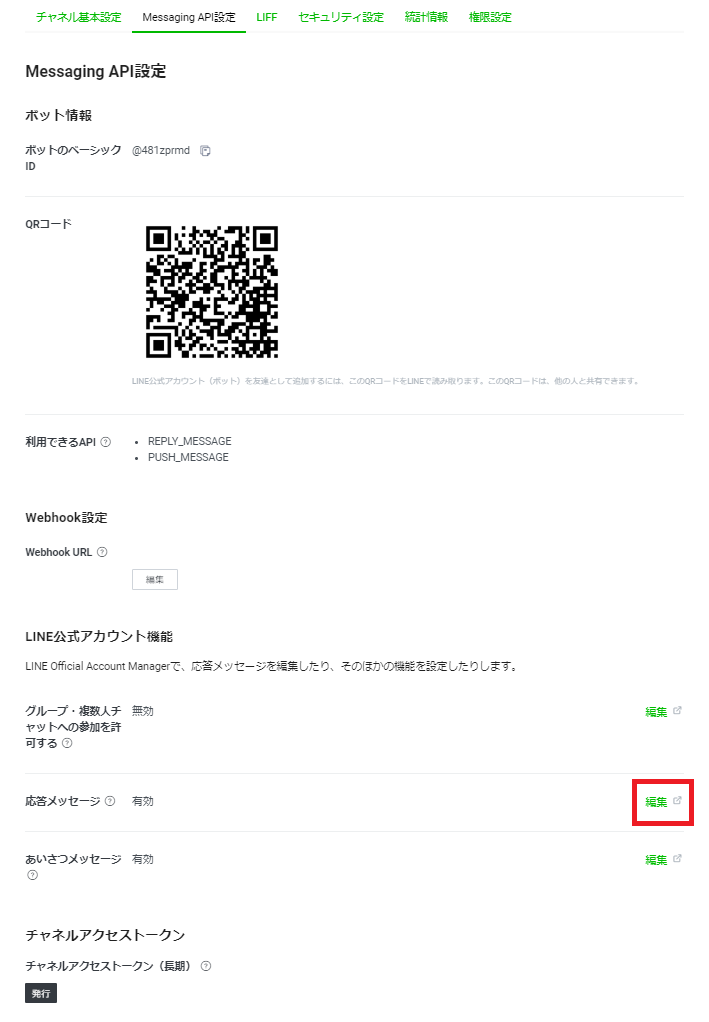 チャネル基本設定 Messaging API設定 LIFF セキュリティ設定 統計情報 権限設定
Messaging API設定
ボット情報
ボットのベーシック @481zprmd
ID
QRコード
LINE公式アカウント（ボット）を友達として追加するには、このQRコードをLINEで読み取ります。このQRコードは、他の人と共有できます。
利用できるAPI • REPLY_MESSAGE
• PUSH_MESSAGE
Webhook設定
Webhook URL
編集
LINE公式アカウント機能
LINE Official Account Managerで、応答メッセージを編集したり、そのほかの機能を設定したりします。
グループ・複数人チ 無効 編集
ャットへの参加を許
可する
応答メッセージ 有効 編集
あいさつメッセージ 有効 編集
チャネルアクセストークン
チャネルアクセストークン（長期）
発行